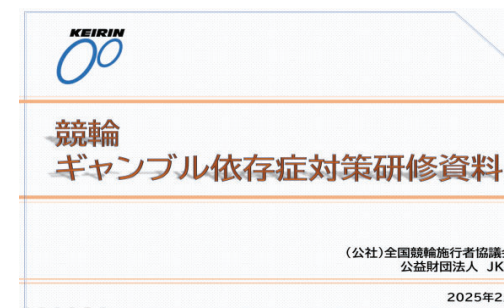 KEIRIN
競輪
ギャンブル依存症対策研修資料
(公社)全国競輪施行者協議
公益財団法人 JK
2025年2